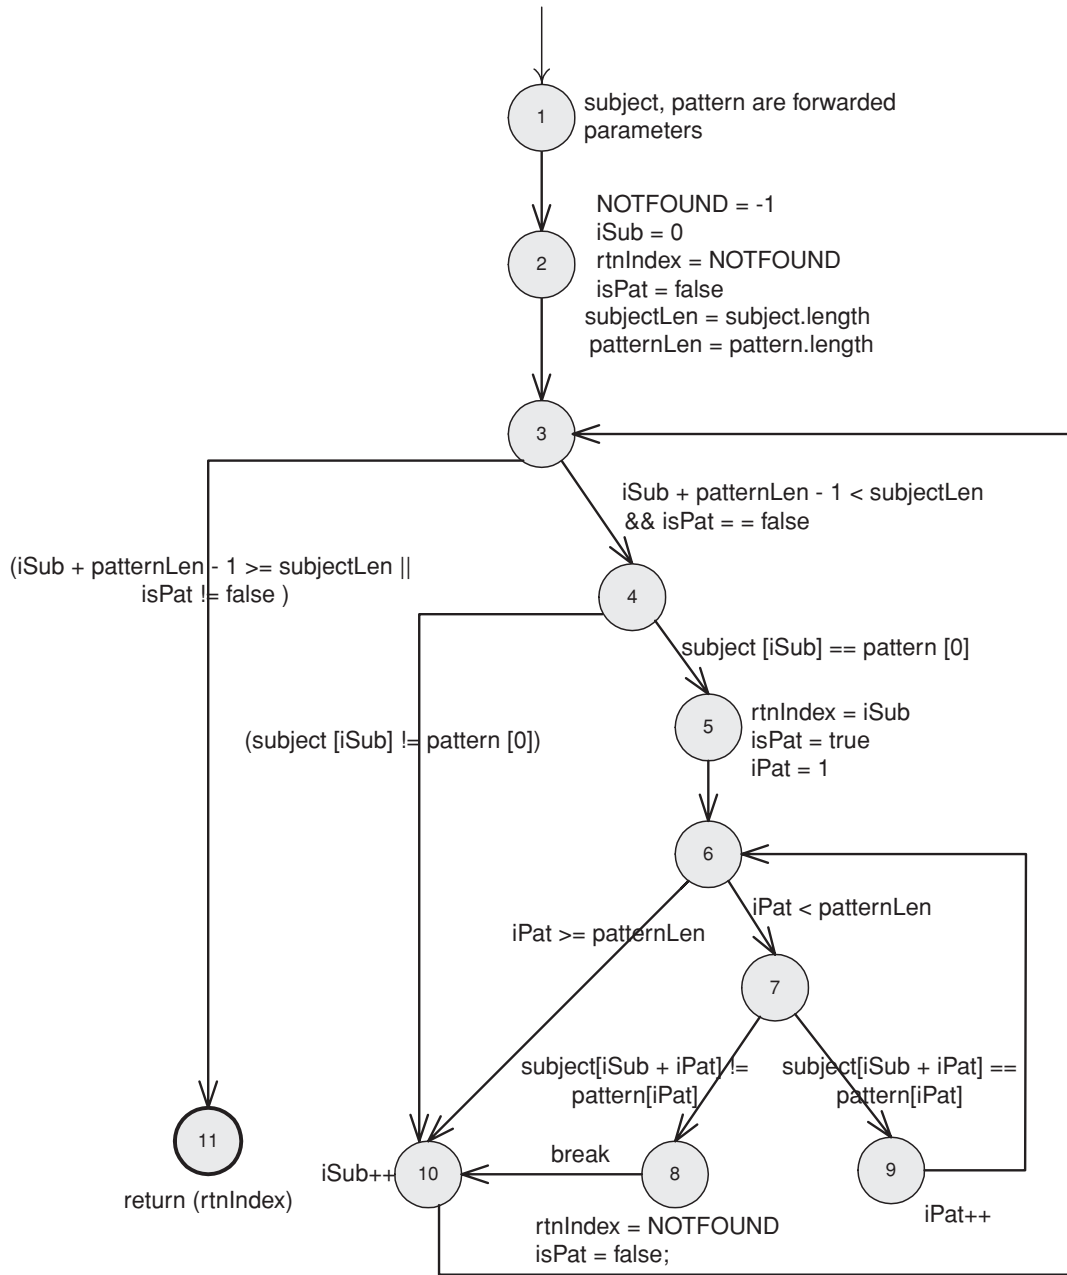 1
subject, pattern are forwarded
parameters
NOTFOUND = -1
iSub = 0
2
rtnIndex = NOTFOUND
isPat = false
subjectLen = subject.length
patternLen = pattern.length
3
iSub + patternLen - 1 < subjectLen
&& isPat = = false
(iSub + patternLen - 1 >= subjectLen ||
isPat != false )
4
subject [iSub] == pattern [0]
5
rtnIndex = iSub
isPat = true
iPat = 1
(subject [iSub] != pattern [0])
6
iPat < patternLen
iPat >= patternLen
7
subject[iSub + iPat] !=
pattern[iPat]
subject[iSub + iPat] ==
pattern[iPat]
11
return (rtnIndex)
iSub++
10
break
8
9
iPat++
rtnIndex = NOTFOUND
isPat = false;